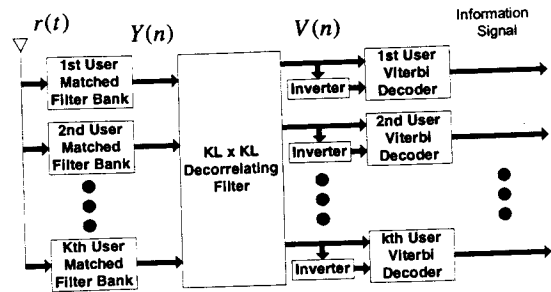 r(t)
Y(n)
V(n)
Information
Signal
1st User
Matched
Filter Bank
2nd User
Matched
Filter Bank
Kth User
Matched
Filter Bank
KL x KL
Decorrelating
Filter
Inverter
Inverter
Inverter
1st User
Viterbi
Decoder
2nd User
Viterbi
Decoder
kth User
Viterbi
Decoder